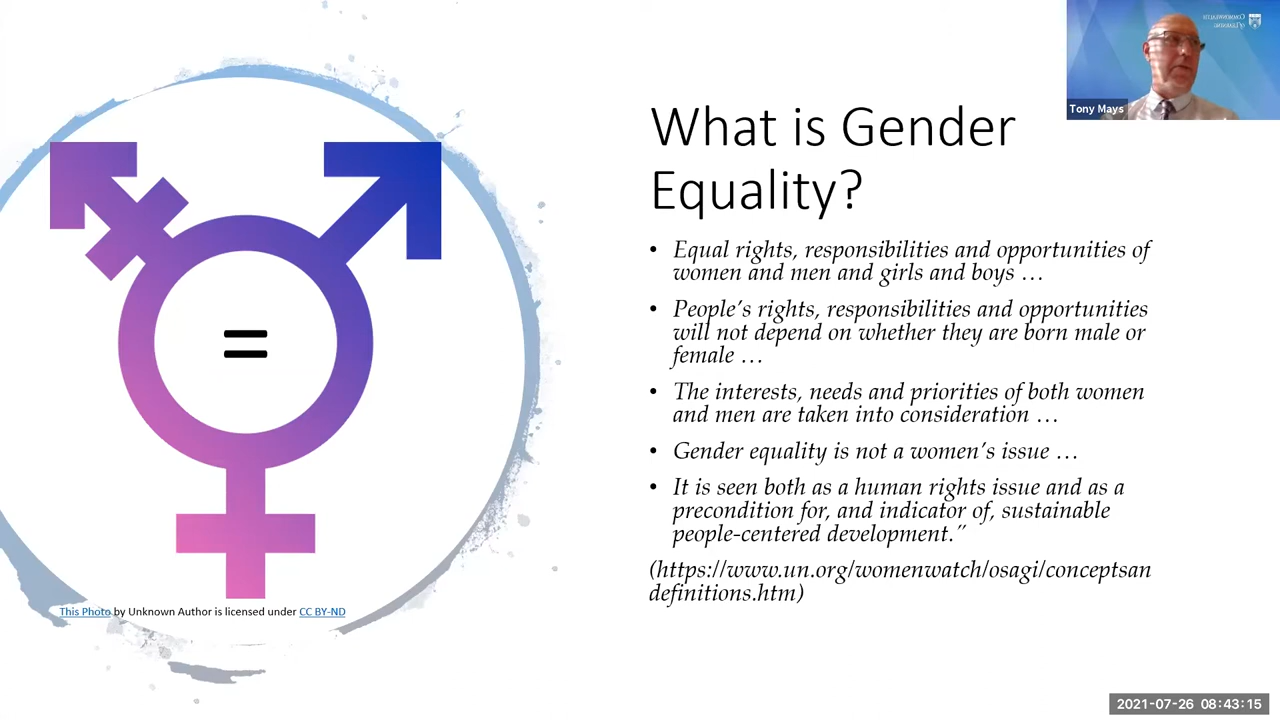 COMMONWEALTH
of LEARNING
Tony Mays
What is Gender
Equality?
• Equal rights, responsibilities and opportunities of
women and men and girls and boys …
• People’s rights, responsibilities and opportunities
will not depend on whether they are born male or
female …
• The interests, needs and priorities of both women
and men are taken into consideration …
• Gender equality is not a women’s issue …
• It is seen both as a human rights issue and as a
precondition for, and indicator of, sustainable
people-centered development.”
(https://www.un.org/womenwatch/osagi/conceptsan
definitions.htm)
=
This Photo by Unknown Author is licensed under CC BY-ND
2021-07-26 08:43:15